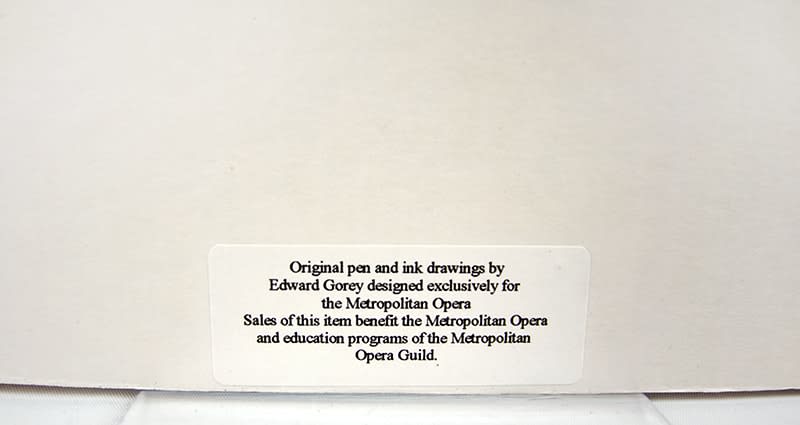 Original pen and ink drawings by
Edward Gorey designed exclusively for
the Metropolitan Opera
Sales of this item benefit the Metropolitan Opera
and education programs of the Metropolitan
Opera Guild.